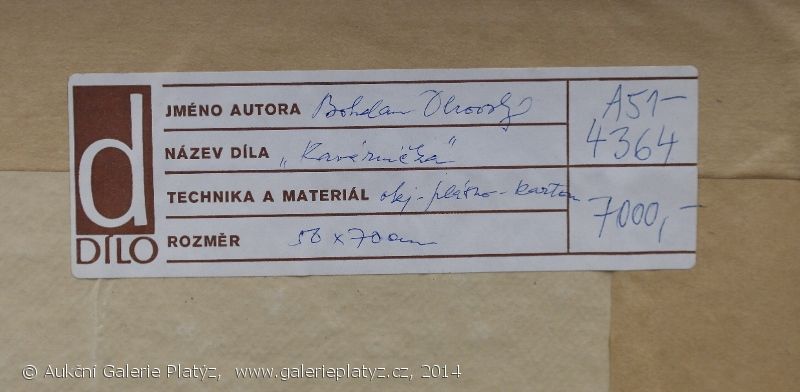 d
DÍLO
JMÉNO AUTORA Bohdan
NÁZEV DÍLA „Kavárnička"
TECHNIKA A MATERIÁL olej-plátno-karton
ROZMĚR 50 x 70 cm
A51-
4364
7000,-
© Aukční Galerie Platýz, www.galerieplatyz.cz, 2014